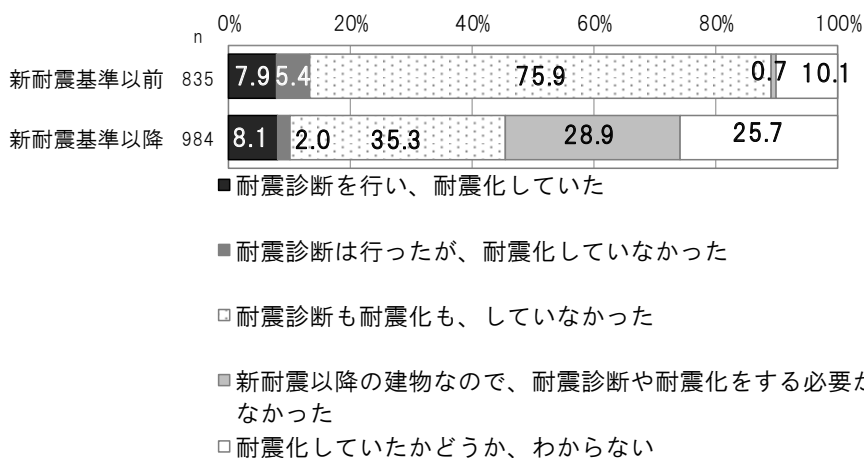 0% 20% 40% 60% 80% 100%
n
新耐震基準以前 835 7.9 5.4 75.9 0.7 10.1
新耐震基準以降 984 8.1 2.0 35.3 28.9 25.7
耐震診断を行い、耐震化していた
耐震診断は行ったが、耐震化していなかった
耐震診断も耐震化も、していなかった
新耐震以降の建物なので、耐震診断や耐震化をする必要が
なかった
耐震化していたかどうか、わからない